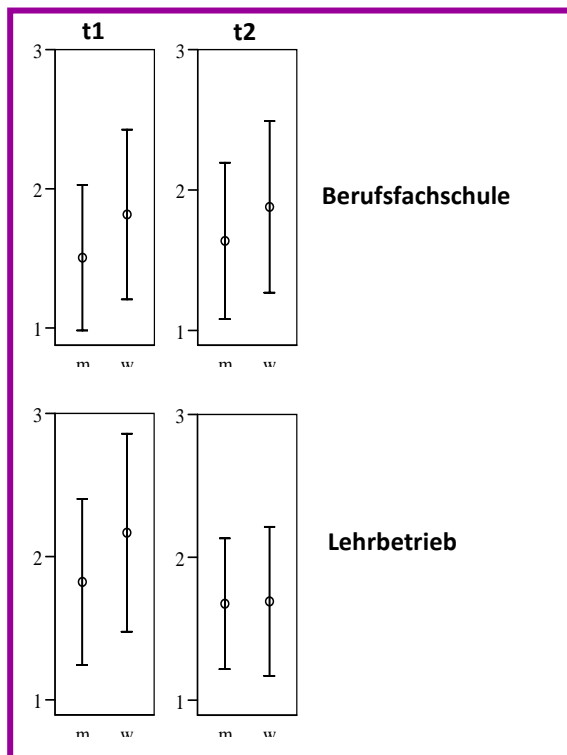 t1 t2
3 3
2 2
Berufsfachschule
1 1
m w m w
3 3
Lehrbetrieb
2 2
1 1
m w m w